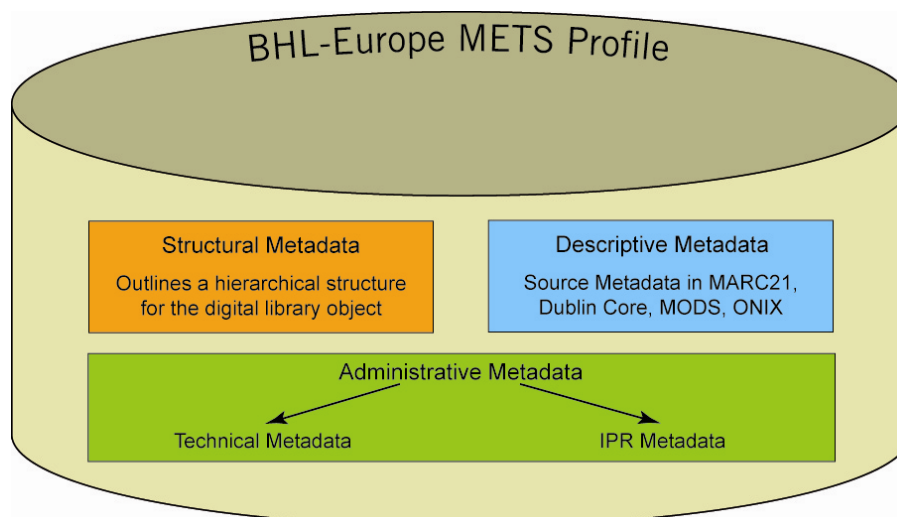 BHL-Europe METS Profile
Structural Metadata
Outlines a hierarchical structure
for the digital library object
Descriptive Metadata
Source Metadata in MARC21,
Dublin Core, MODS, ONIX
Administrative Metadata
Technical Metadata
IPR Metadata